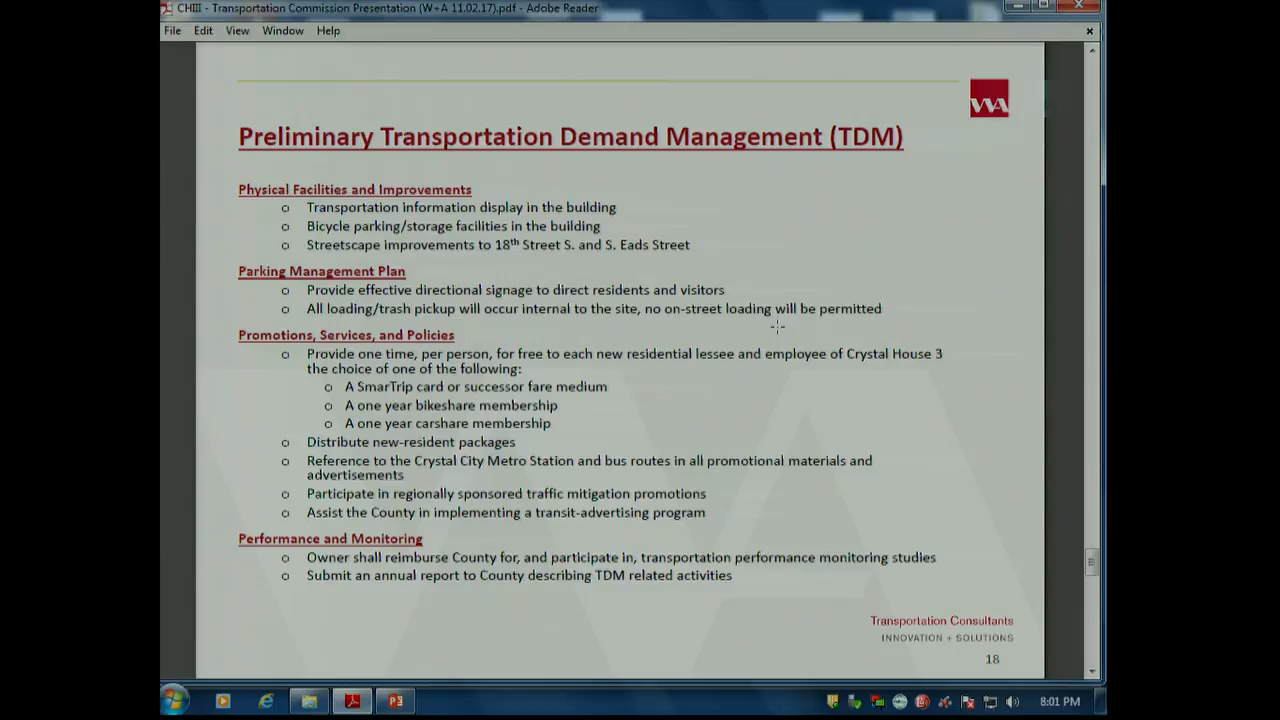 CHIII - Transportation Commission Presentation (W+A 11.02.17).pdf - Adobe Reader
File Edit View Window Help
WA
Preliminary Transportation Demand Management (TDM)
Physical Facilities and Improvements
o Transportation information display in the building
o Bicycle parking/storage facilities in the building
o Streetscape improvements to 18th Street S. and S. Eads Street
Parking Management Plan
o Provide effective directional signage to direct residents and visitors
o All loading/trash pickup will occur internal to the site, no on-street loading will be permitted
Promotions, Services, and Policies
o Provide one time, per person, for free to each new residential lessee and employee of Crystal House 3
the choice of one of the following:
o A SmarTrip card or successor fare medium
o A one year bikeshare membership
o A one year carshare membership
o Distribute new-resident packages
o Reference to the Crystal City Metro Station and bus routes in all promotional materials and
advertisements
o Participate in regionally sponsored traffic mitigation promotions
o Assist the County in implementing a transit-advertising program
Performance and Monitoring
o Owner shall reimburse County for, and participate in, transportation performance monitoring studies
o Submit an annual report to County describing TDM related activities
Transportation Consultants
INNOVATION + SOLUTIONS
18
8:01 PM